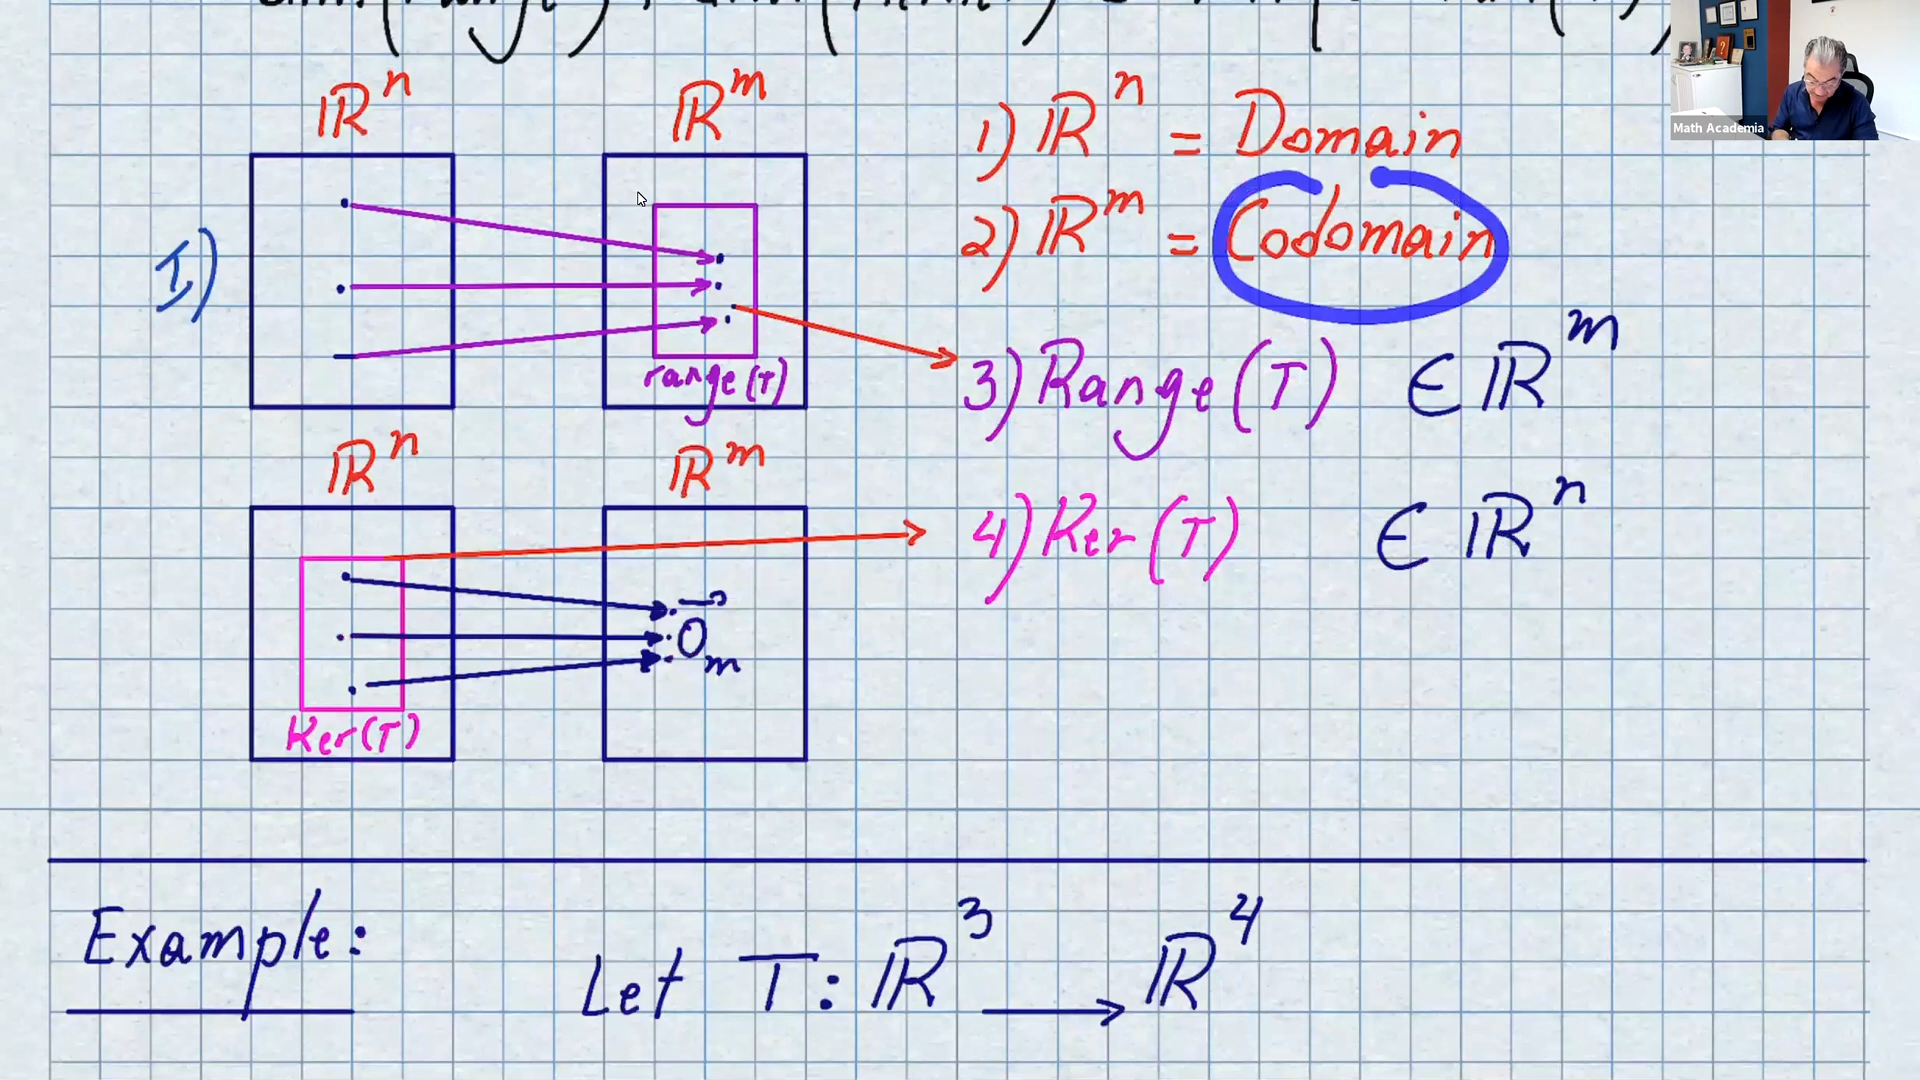 ℝⁿ ℝᵐ
1) ℝⁿ = Domain
2) ℝᵐ = Codomain
I)
range(T)
3) Range(T) ∈ ℝᵐ
ℝⁿ ℝᵐ
4) Ker(T) ∈ ℝⁿ
0⃗ₘ
Ker(T)
Example: Let T: ℝ³ → ℝ⁴
Math Academia